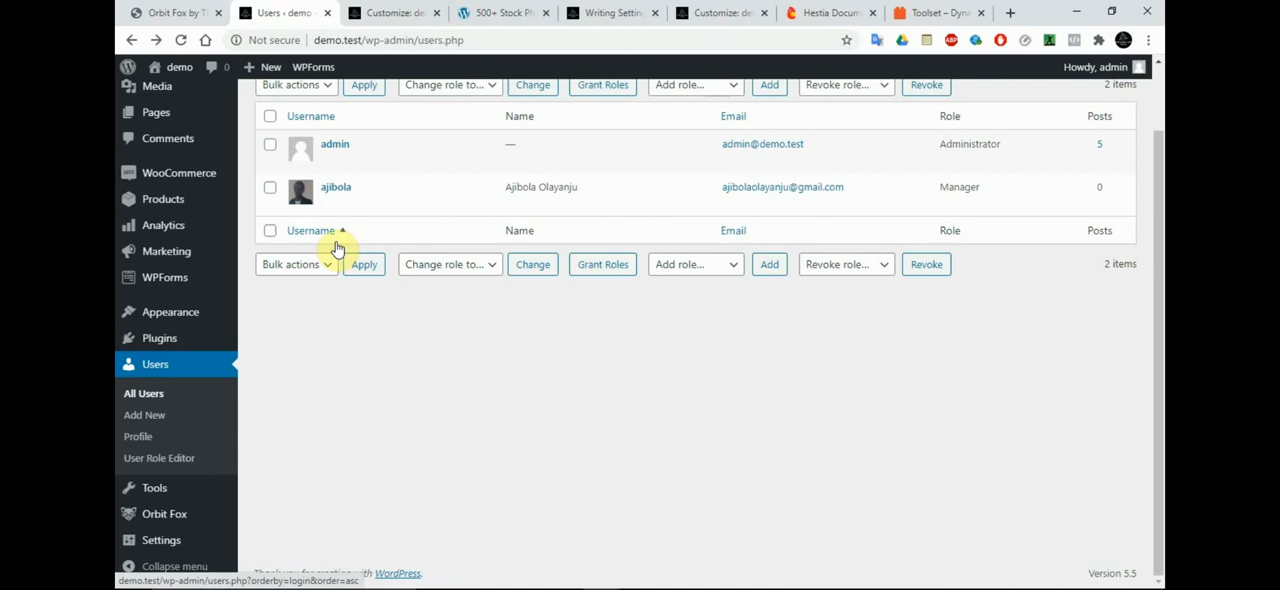 Orbit Fox by T
Users ‹ demo
Customize: de
500+ Stock Ph
Writing Settin
Customize: de
Hestia Docum
Toolset – Dyna
Not secure
demo.test/wp-admin/users.php
demo
0
New
WPForms
Howdy, admin
Media
Pages
Comments
WooCommerce
Products
Analytics
Marketing
WPForms
Appearance
Plugins
Users
All Users
Add New
Profile
User Role Editor
Tools
Orbit Fox
Settings
Collapse menu
Bulk actions
Apply
Change role to...
Change
Grant Roles
Add role...
Add
Revoke role...
Revoke
2 items
Username Name Email Role Posts
admin — admin@demo.test Administrator 5
ajibola Ajibola Olayanju ajibolaolayanju@gmail.com Manager 0
Username Name Email Role Posts
Bulk actions
Apply
Change role to...
Change
Grant Roles
Add role...
Add
Revoke role...
Revoke
2 items
Thank you for creating with WordPress.
Version 5.5
demo.test/wp-admin/users.php?orderby=login&order=asc